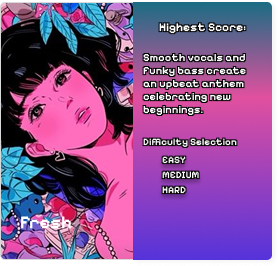 Highest Score:
Smooth vocals and
funky bass create
an upbeat anthem
celebrating new
beginnings.
Difficulty Selection
EASY
MEDIUM
HARD
Fresh